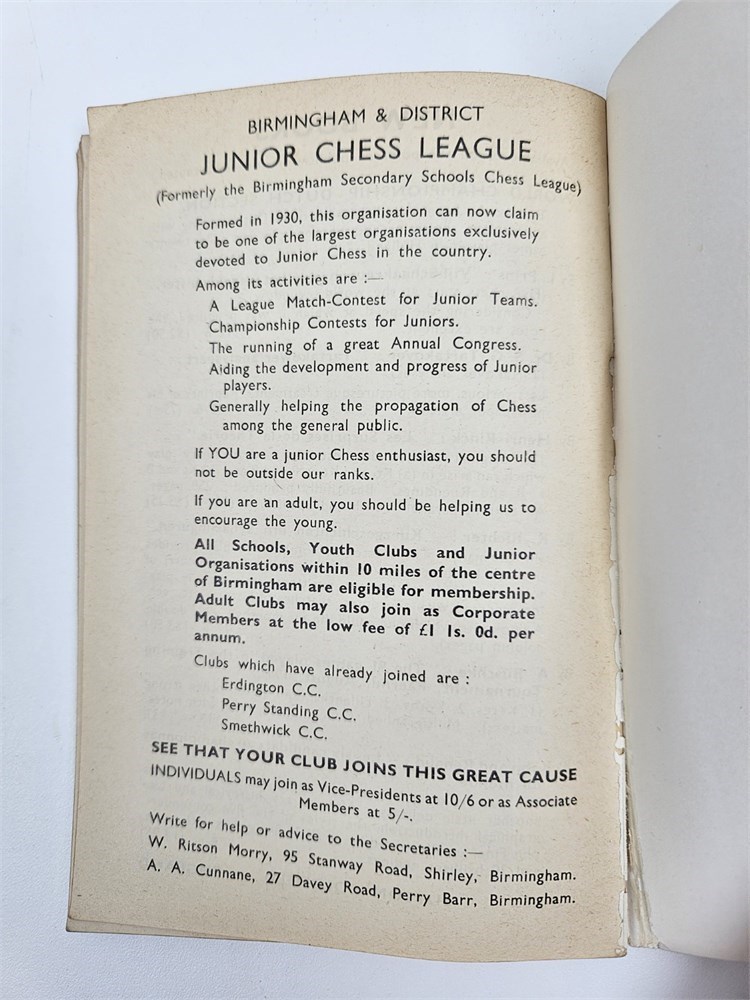 BIRMINGHAM & DISTRICT
JUNIOR CHESS LEAGUE
(Formerly the Birmingham Secondary Schools Chess League)
Formed in 1930, this organisation can now claim
to be one of the largest organisations exclusively
devoted to Junior Chess in the country.
Among its activities are :—
A League Match-Contest for Junior Teams.
Championship Contests for Juniors.
The running of a great Annual Congress.
Aiding the development and progress of Junior
players.
Generally helping the propagation of Chess
among the general public.
If YOU are a junior Chess enthusiast, you should
not be outside our ranks.
If you are an adult, you should be helping us to
encourage the young.
All Schools, Youth Clubs and Junior
Organisations within 10 miles of the centre
of Birmingham are eligible for membership.
Adult Clubs may also join as Corporate
Members at the low fee of £1 1s. 0d. per
annum.
Clubs which have already joined are :
Erdington C.C.
Perry Standing C.C.
Smethwick C.C.
SEE THAT YOUR CLUB JOINS THIS GREAT CAUSE
INDIVIDUALS may join as Vice-Presidents at 10/6 or as Associate
Members at 5/-.
Write for help or advice to the Secretaries :—
W. Ritson Morry, 95 Stanway Road, Shirley, Birmingham.
A. A. Cunnane, 27 Davey Road, Perry Barr, Birmingham.